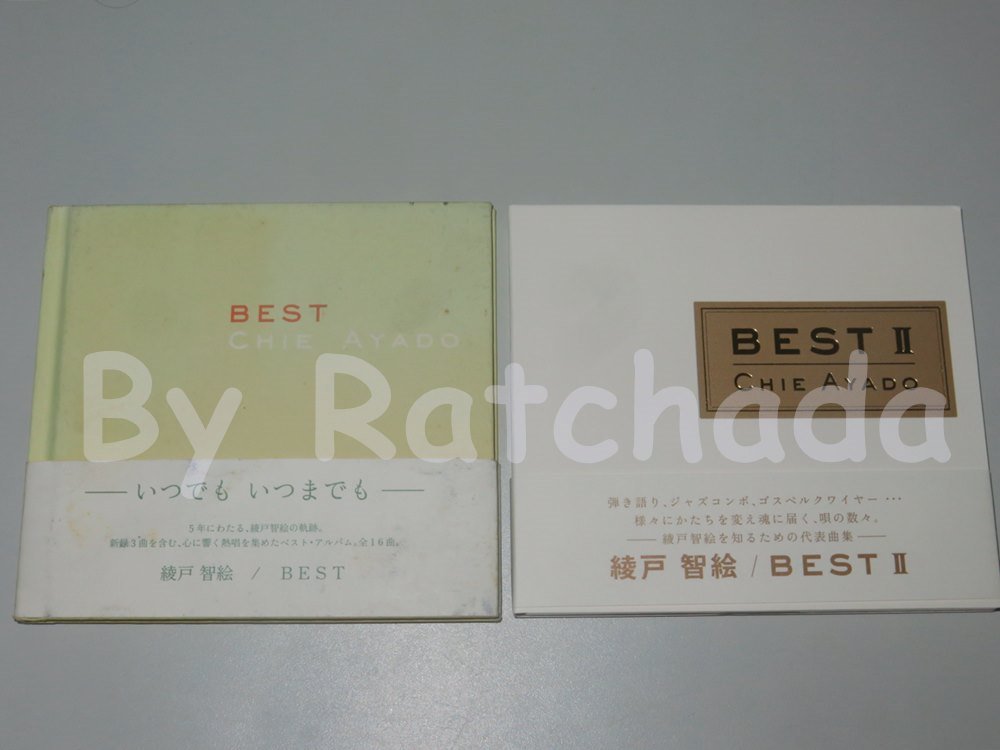 BEST
CHIE AYADO
いつでも いつまでも
5年にわたる、綾戸智絵の軌跡。
新録3曲を含む、心に響く熱唱を集めたベスト・アルバム。全16曲。
綾戸 智絵 / BEST
BEST II
CHIE AYADO
弾き語り、ジャズコンボ、ゴスペルクワイヤー・・・
様々にかたちを変え魂に届く、唄の数々。
綾戸智絵を知るための代表曲集
綾戸 智絵 / BEST II
By Ratchada